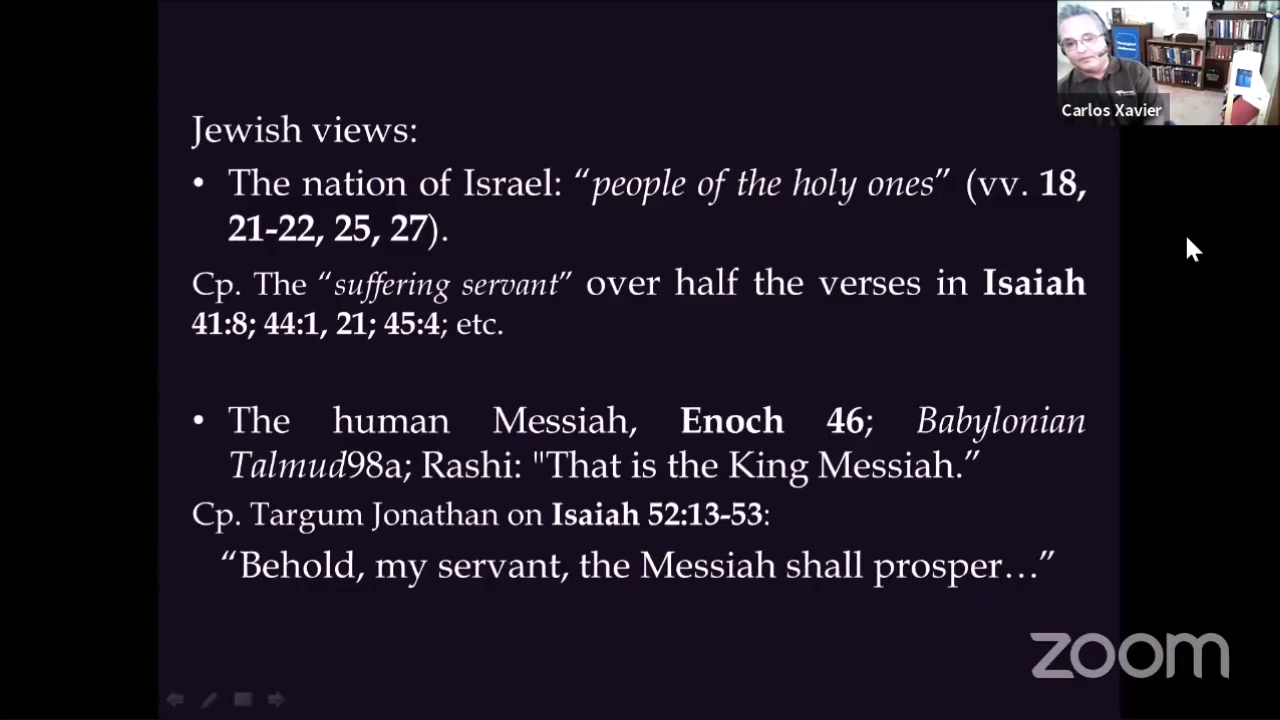 Carlos Xavier
Jewish views:
• The nation of Israel: “people of the holy ones” (vv. 18,
21-22, 25, 27).
Cp. The “suffering servant” over half the verses in Isaiah
41:8; 44:1, 21; 45:4; etc.
• The human Messiah, Enoch 46; Babylonian
Talmud98a; Rashi: "That is the King Messiah.”
Cp. Targum Jonathan on Isaiah 52:13-53:
“Behold, my servant, the Messiah shall prosper…”
zoom